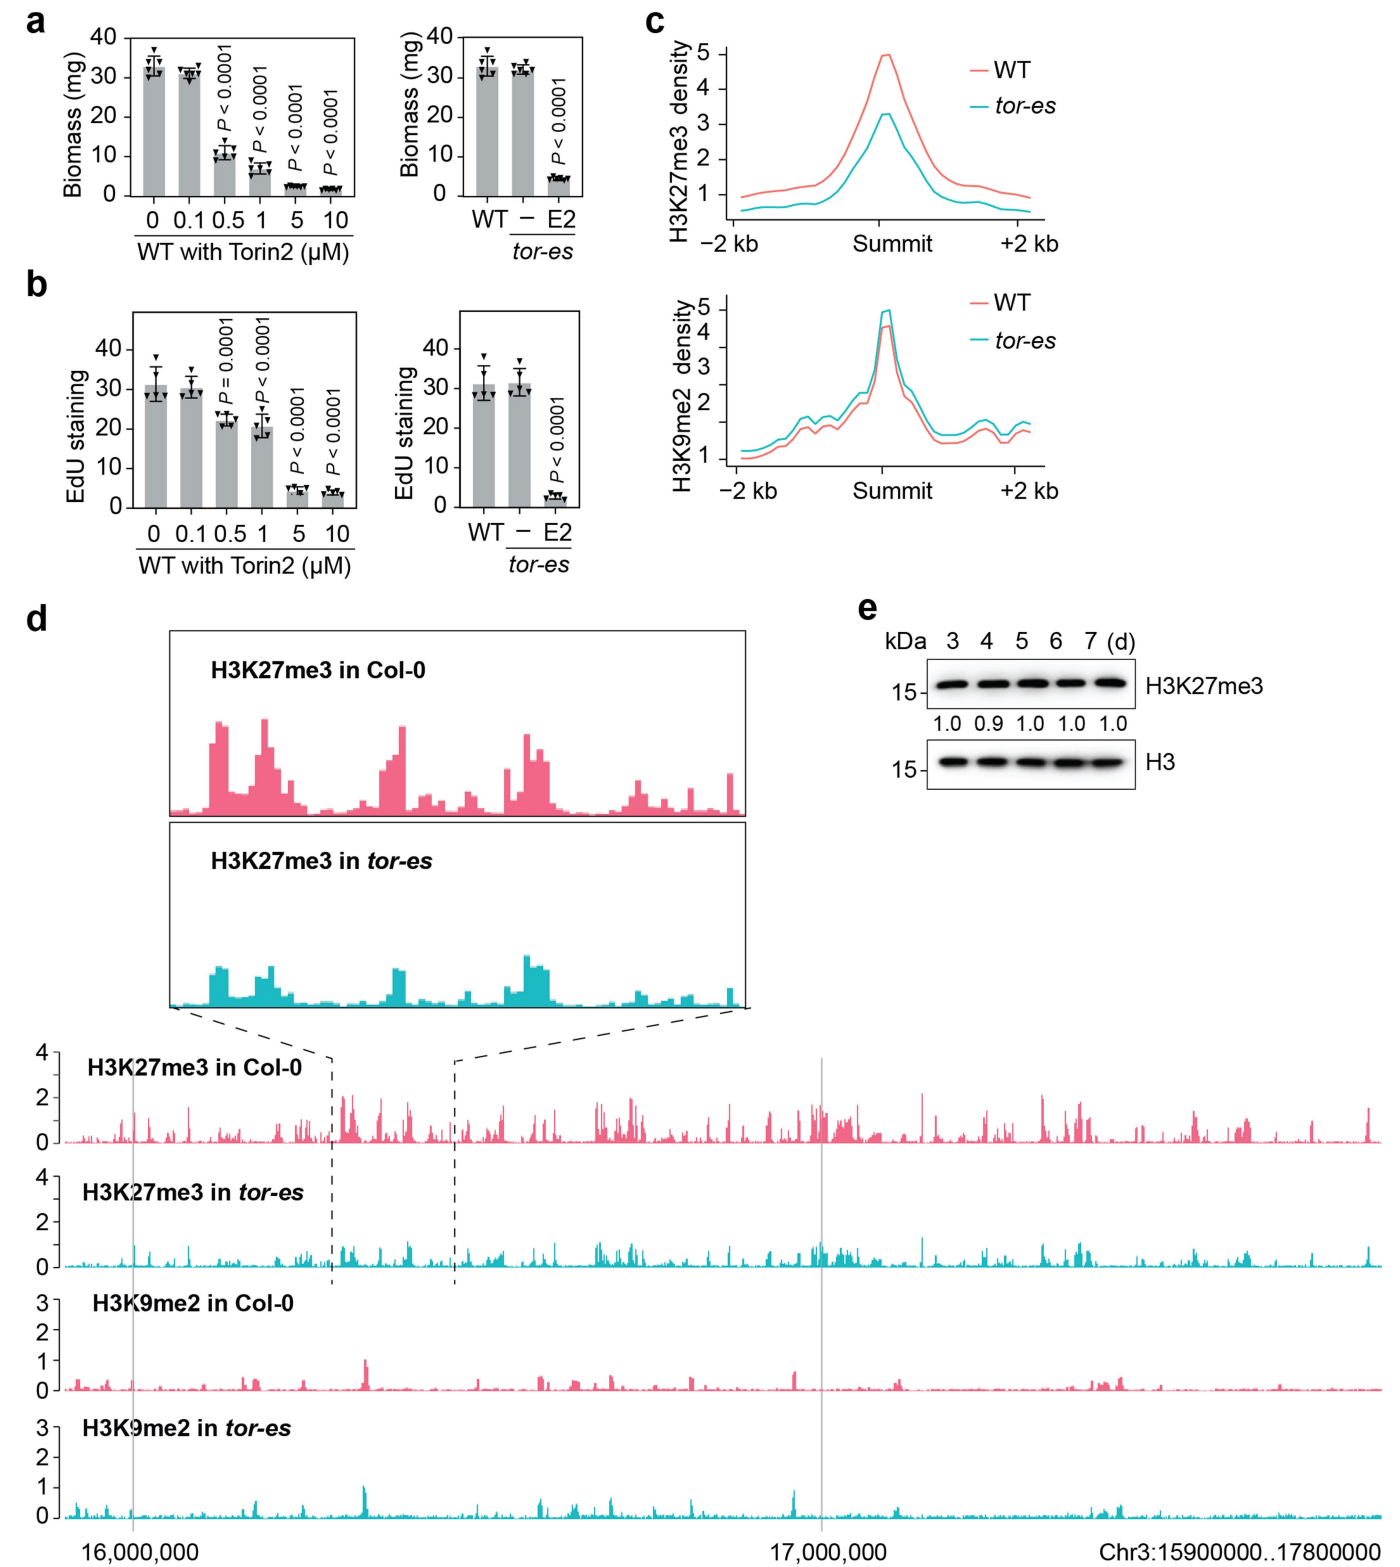 a
Biomass (mg)
40
30
20
10
0
P < 0.0001
P < 0.0001
P < 0.0001
P < 0.0001
0 0.1 0.5 1 5 10
WT with Torin2 (μM)
Biomass (mg)
40
30
20
10
0
P < 0.0001
WT – E2
tor-es
b
EdU staining
40
30
20
10
0
P = 0.0001
P < 0.0001
P < 0.0001
P < 0.0001
0 0.1 0.5 1 5 10
WT with Torin2 (μM)
EdU staining
40
30
20
10
0
P < 0.0001
WT – E2
tor-es
c
H3K27me3 density
5
4
3
2
1
WT
tor-es
−2 kb Summit +2 kb
H3K9me2 density
5
4
3
2
1
WT
tor-es
−2 kb Summit +2 kb
d
H3K27me3 in Col-0
H3K27me3 in tor-es
4
2
0
H3K27me3 in Col-0
4
2
0
H3K27me3 in tor-es
3
2
1
0
H3K9me2 in Col-0
3
2
1
0
H3K9me2 in tor-es
16,000,000 17,000,000 Chr3:15900000..17800000
e
kDa 3 4 5 6 7 (d)
15 H3K27me3
1.0 0.9 1.0 1.0 1.0
15 H3